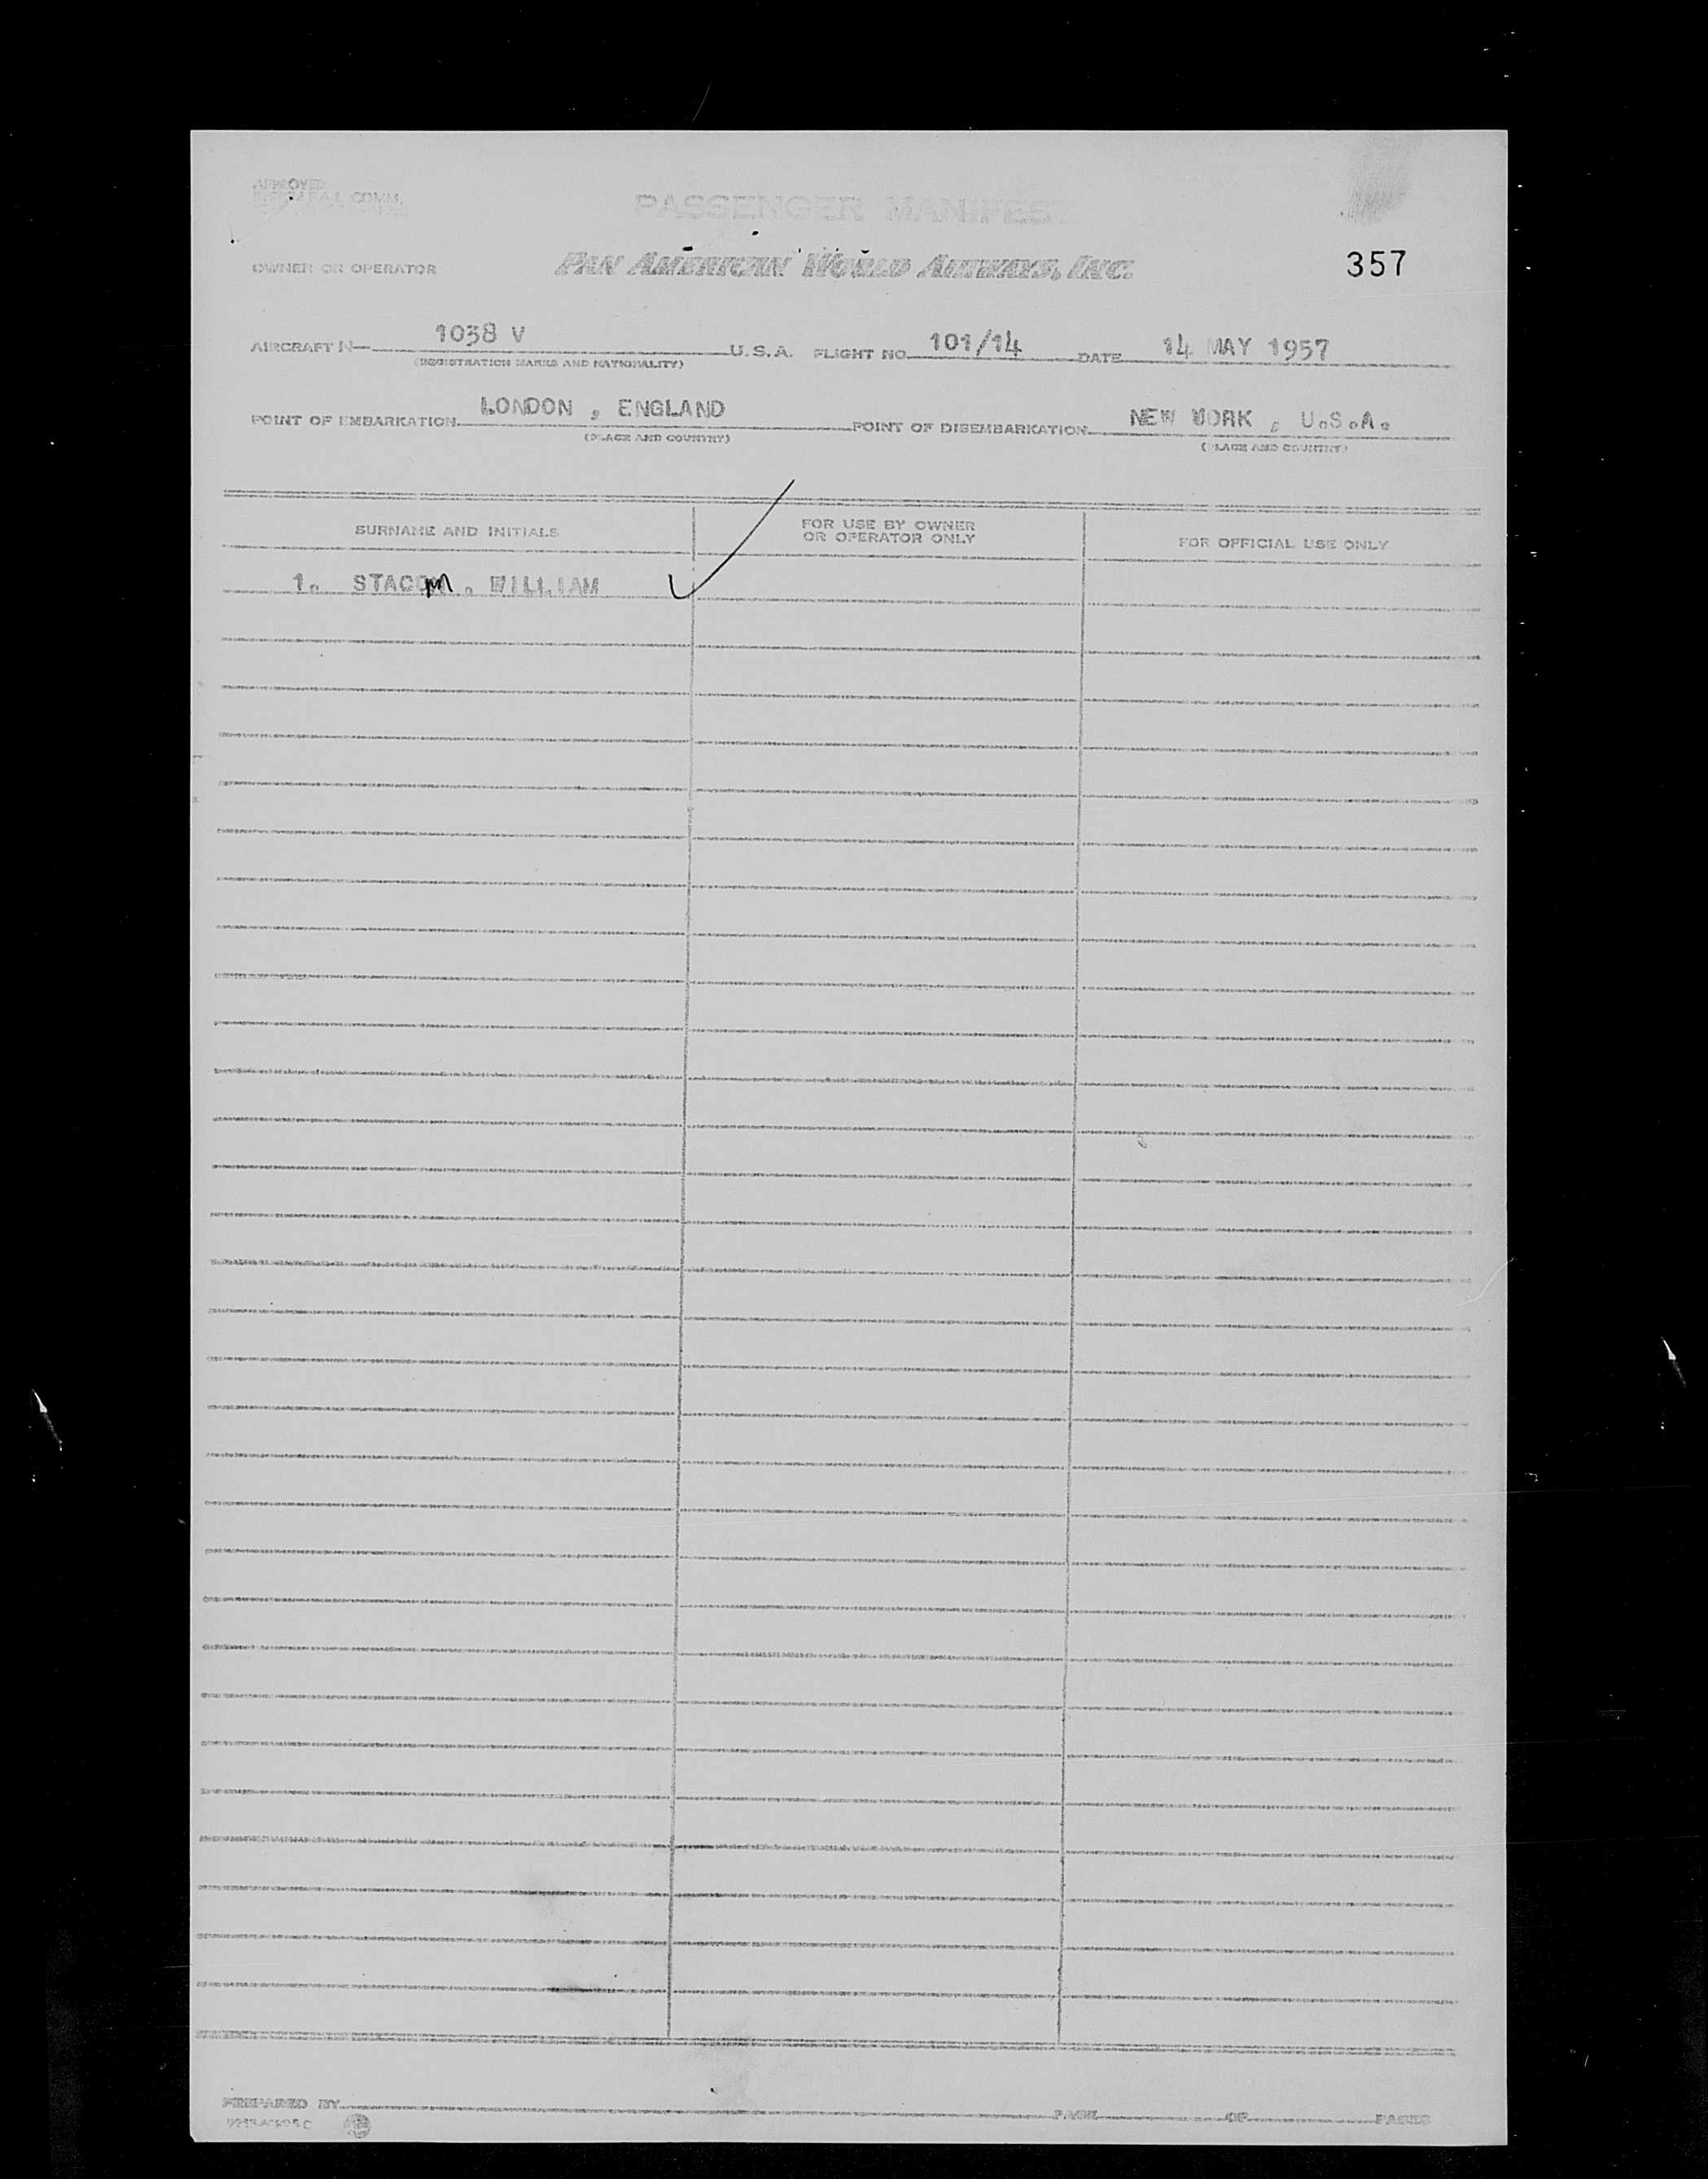 APPROVED
COMM.
PASSENGER MANIFEST
OWNER OR OPERATOR PAN AMERICAN WORLD AIRWAYS, INC. 357
AIRCRAFT N— 1038 V U.S.A. FLIGHT NO. 101/14 DATE 14 MAY 1957
(REGISTRATION MARKS AND NATIONALITY)
POINT OF EMBARKATION LONDON , ENGLAND POINT OF DISEMBARKATION NEW YORK , U.S.A.
(PLACE AND COUNTRY) (PLACE AND COUNTRY)
SURNAME AND INITIALS FOR USE BY OWNER OR OPERATOR ONLY FOR OFFICIAL USE ONLY
1. STACOM, WILLIAM
PREPARED BY PAGE OF PAGES